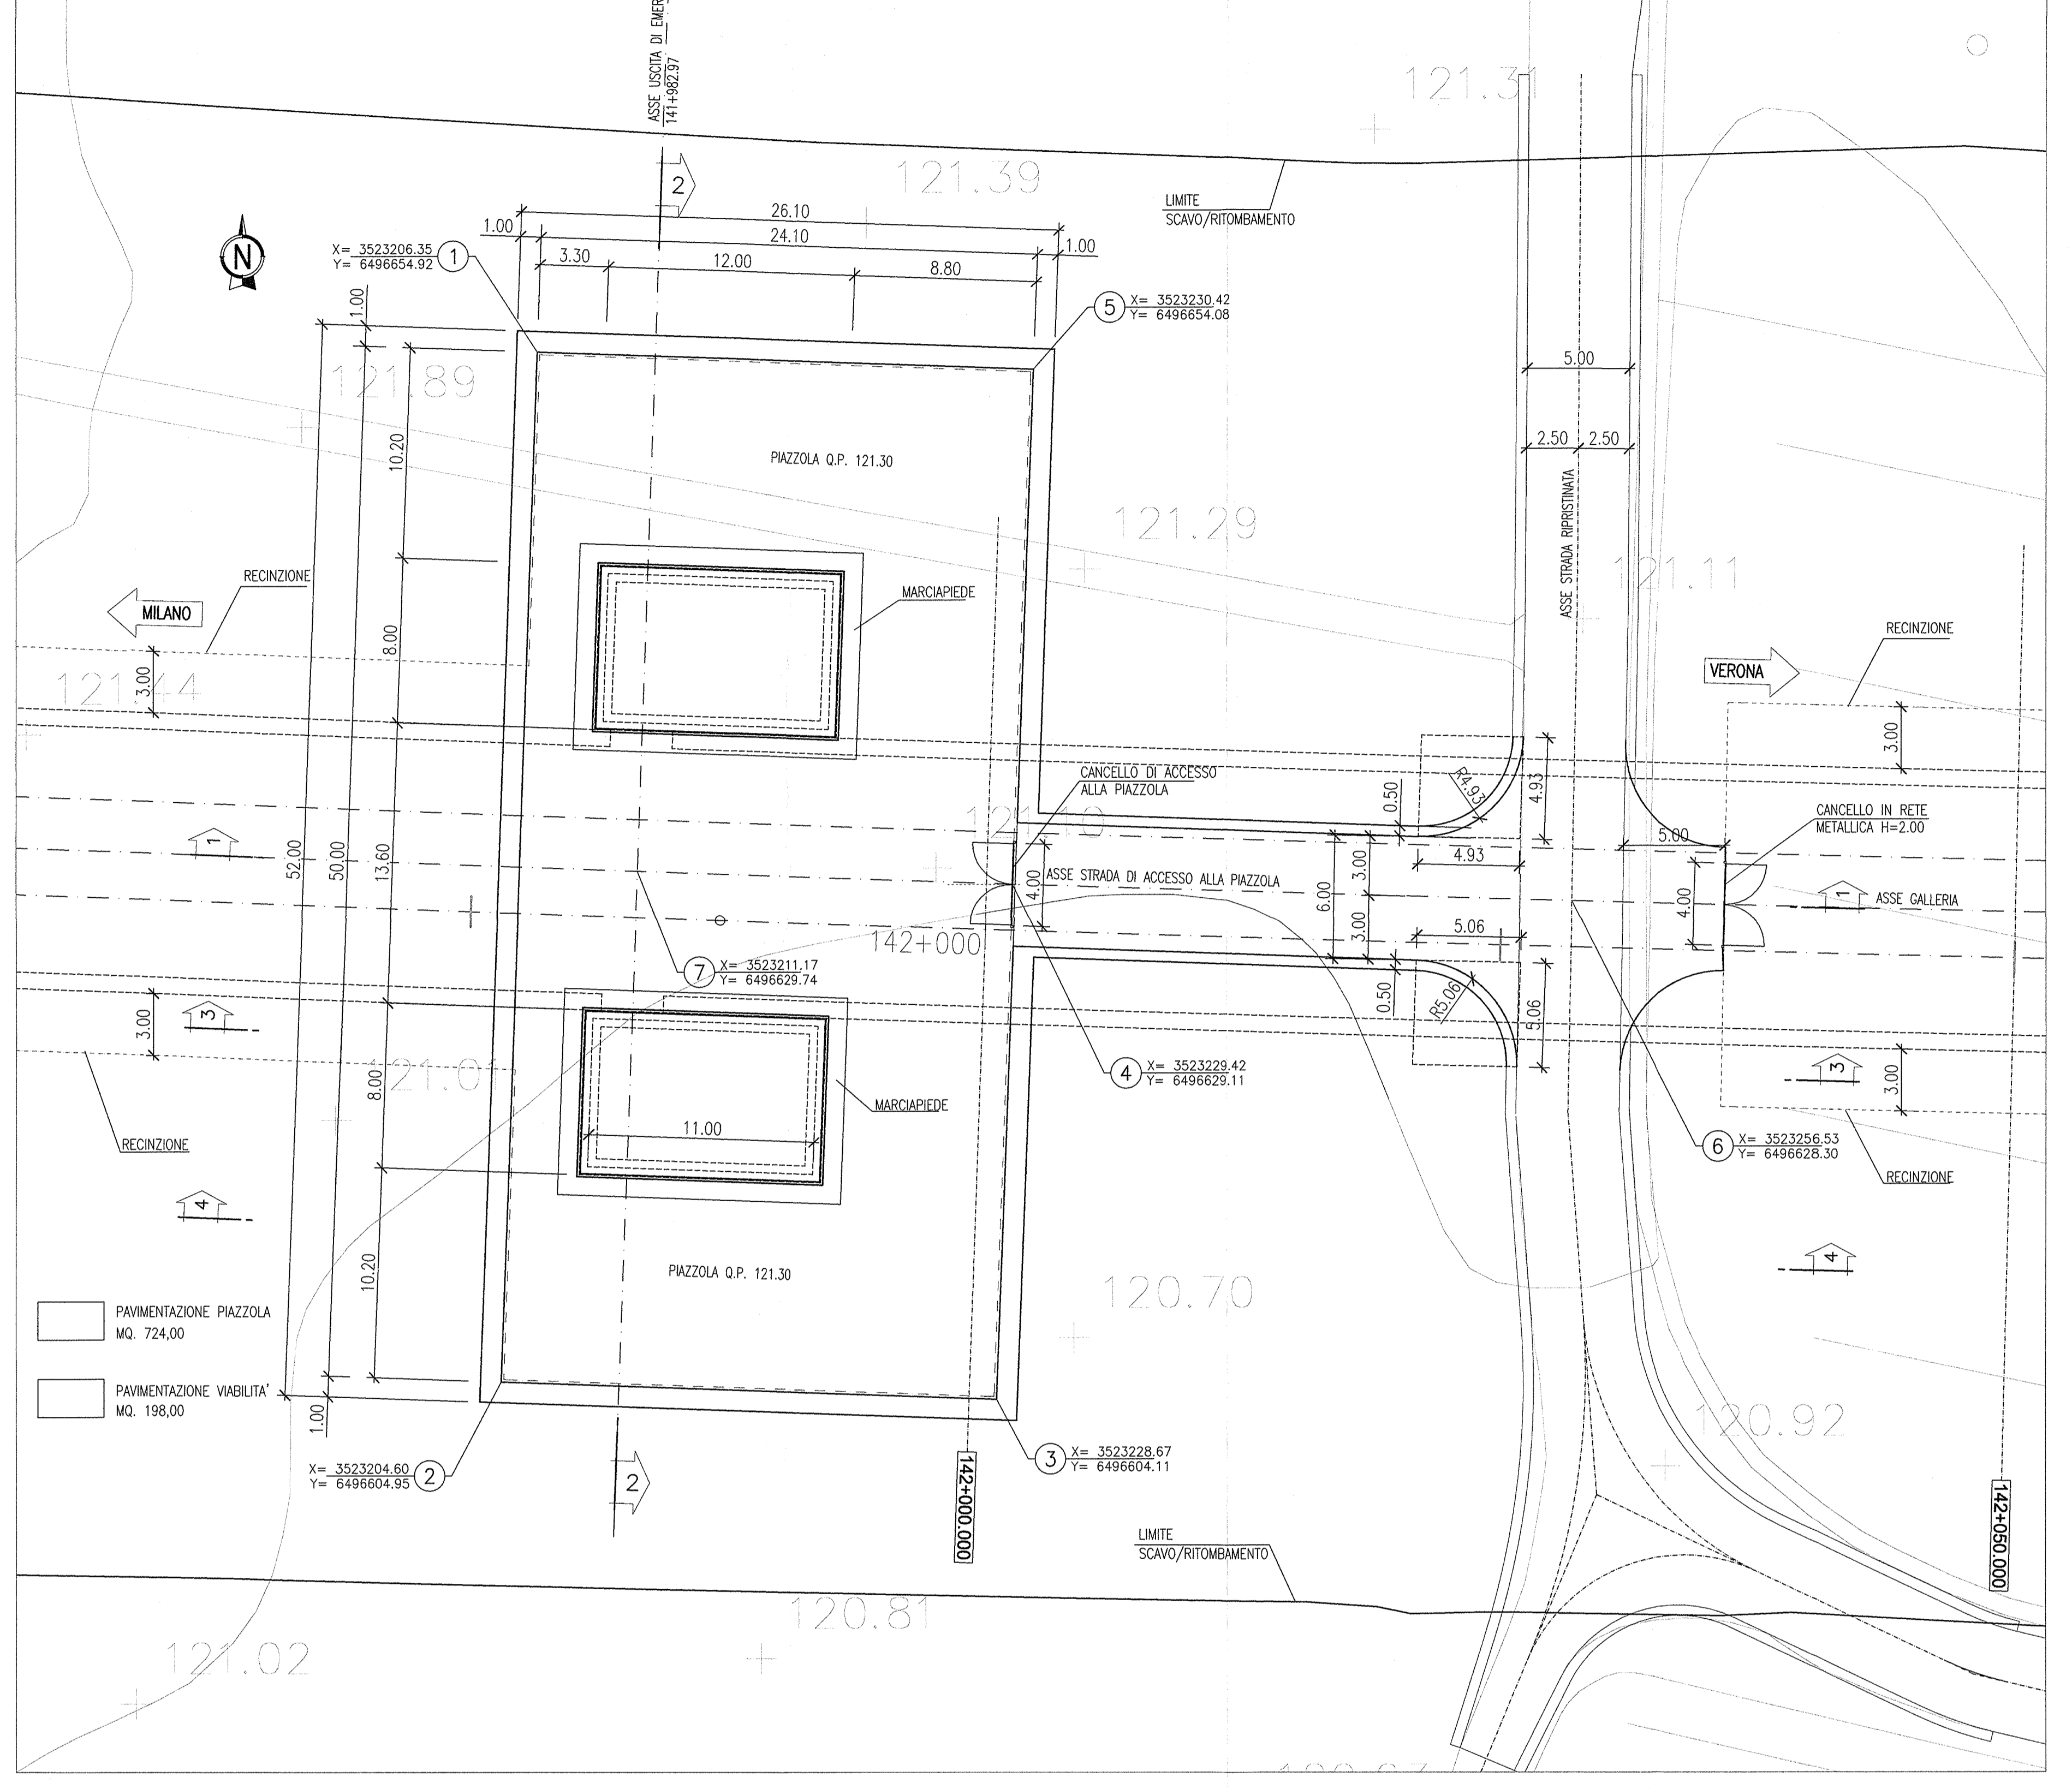 ASSE USCITA DI EMER
141+982.97
121.31
121.39
2
LIMITE
SCAVO/RITOMBAMENTO
26.10
1.00
24.10
1.00
3.30
12.00
8.80
N
X= 3523206.35
Y= 6496654.92
1
5
X= 3523230.42
Y= 6496654.08
1.00
121.89
5.00
10.20
PIAZZOLA Q.P. 121.30
2.50
2.50
ASSE STRADA RIPRISTINATA
121.29
121.11
RECINZIONE
MILANO
MARCIAPIEDE
8.00
RECINZIONE
VERONA
121.44
3.00
3.00
CANCELLO DI ACCESSO
ALLA PIAZZOLA
121.10
R4.93
4.93
0.50
CANCELLO IN RETE
METALLICA H=2.00
1
52.00
50.00
13.60
4.00
ASSE STRADA DI ACCESSO ALLA PIAZZOLA
6.00
3.00
3.00
4.93
5.00
4.00
1
ASSE GALLERIA
142+000
5.06
7
X= 3523211.17
Y= 6496629.74
3.00
3
0.50
R5.06
5.06
121.01
8.00
4
X= 3523229.42
Y= 6496629.11
3
3.00
MARCIAPIEDE
11.00
RECINZIONE
6
X= 3523256.53
Y= 6496628.30
RECINZIONE
4
4
10.20
PIAZZOLA Q.P. 121.30
120.70
PAVIMENTAZIONE PIAZZOLA
MQ. 724,00
PAVIMENTAZIONE VIABILITA'
MQ. 198,00
1.00
120.92
X= 3523204.60
Y= 6496604.95
2
2
3
X= 3523228.67
Y= 6496604.11
142+000.000
142+050.000
LIMITE
SCAVO/RITOMBAMENTO
120.81
121.02